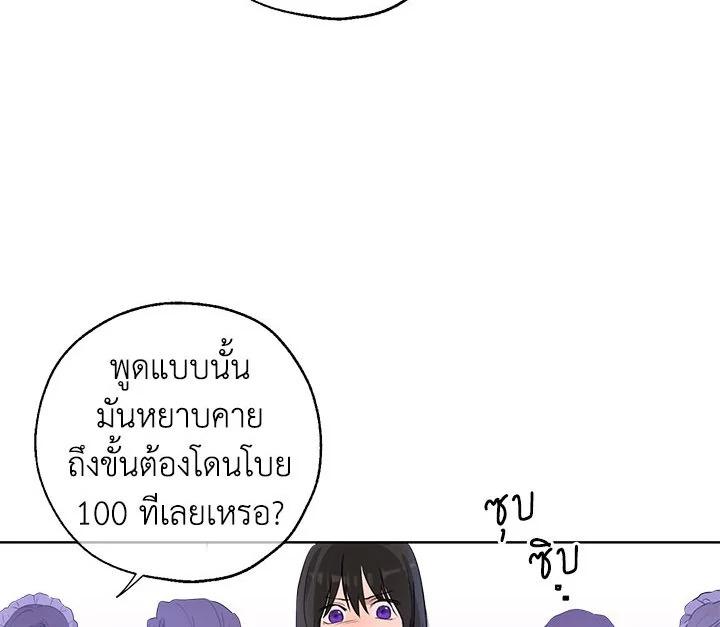 พูดแบบนั้น
มันหยาบคาย
ถึงขั้นต้องโดนโบย
100 ทีเลยเหรอ?
ซุบ
ซิบ